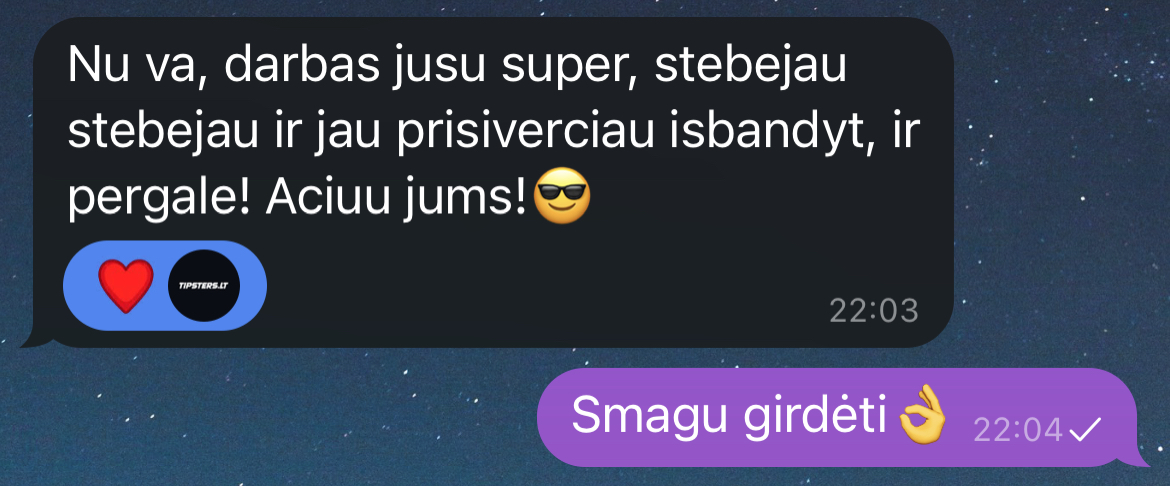 Nu va, darbas jusu super, stebejau
stebejau ir jau prisiverciau isbandyt, ir
pergale! Aciuu jums!😎
❤️ TIPSTERS.LT
22:03
Smagu girdėti👌 22:04